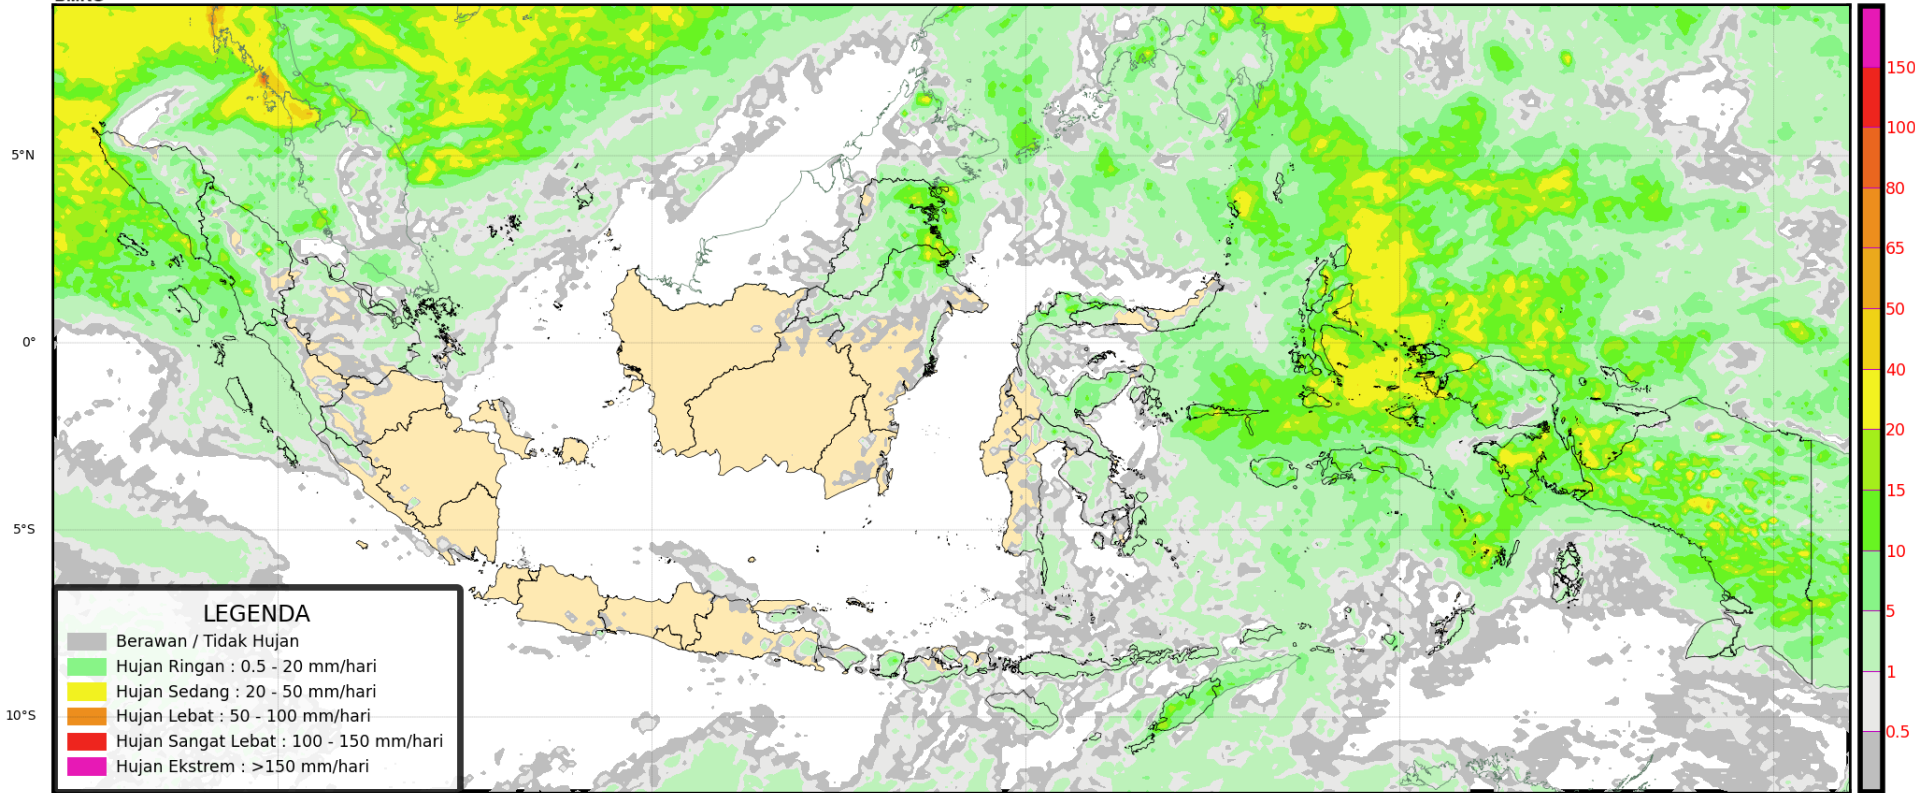 5°N
0°
5°S
10°S
LEGENDA
Berawan / Tidak Hujan
Hujan Ringan : 0.5 - 20 mm/hari
Hujan Sedang : 20 - 50 mm/hari
Hujan Lebat : 50 - 100 mm/hari
Hujan Sangat Lebat : 100 - 150 mm/hari
Hujan Ekstrem : >150 mm/hari
150
100
80
65
50
40
20
15
10
5
1
0.5